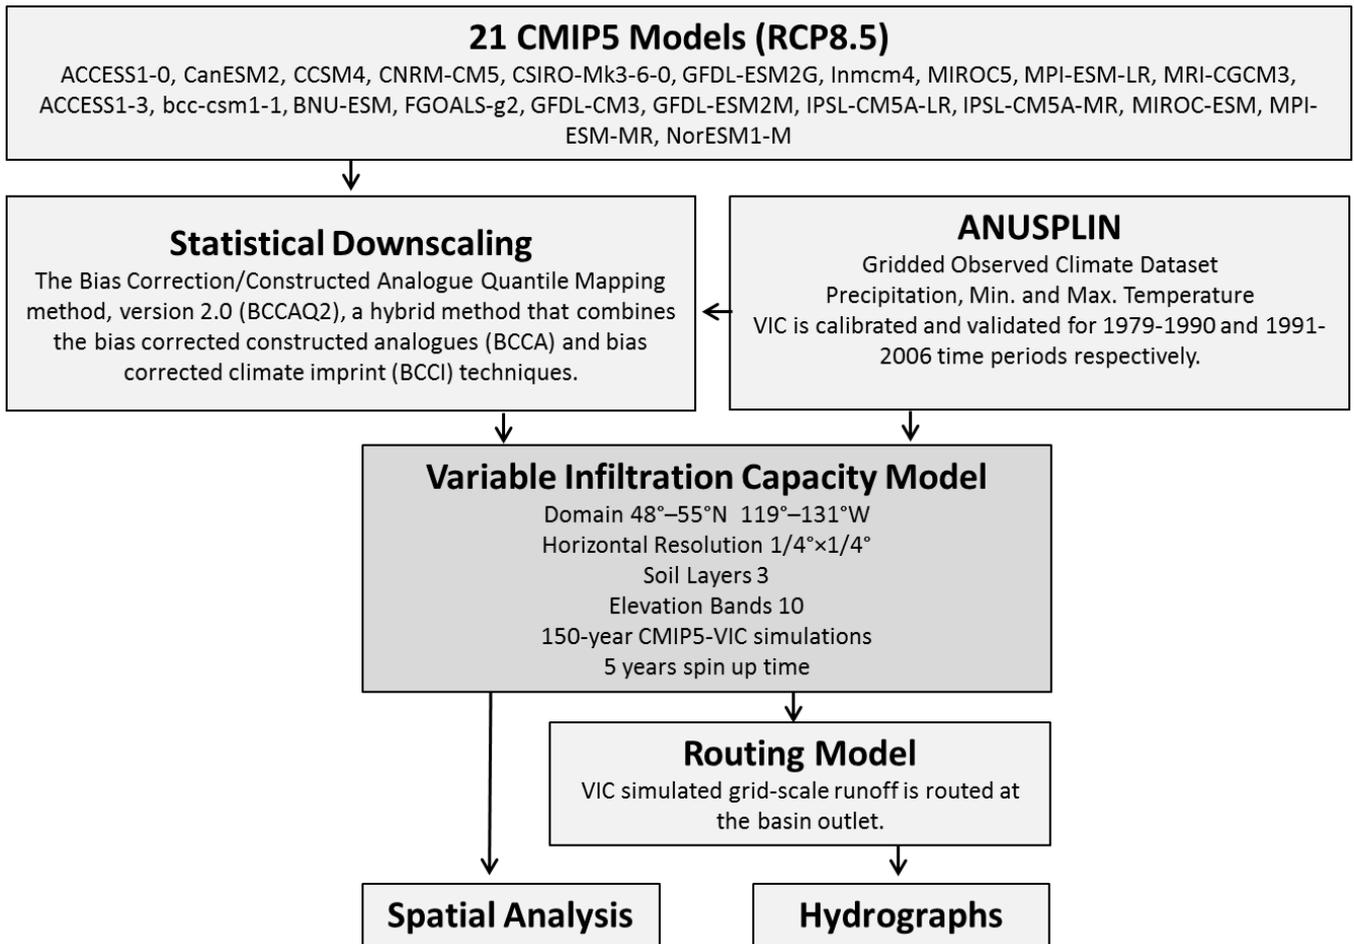 21 CMIP5 Models (RCP8.5)
ACCESS1-0, CanESM2, CCSM4, CNRM-CM5, CSIRO-Mk3-6-0, GFDL-ESM2G, Inmcm4, MIROC5, MPI-ESM-LR, MRI-CGCM3,
ACCESS1-3, bcc-csm1-1, BNU-ESM, FGOALS-g2, GFDL-CM3, GFDL-ESM2M, IPSL-CM5A-LR, IPSL-CM5A-MR, MIROC-ESM, MPI-
ESM-MR, NorESM1-M
Statistical Downscaling
The Bias Correction/Constructed Analogue Quantile Mapping
method, version 2.0 (BCCAQ2), a hybrid method that combines
the bias corrected constructed analogues (BCCA) and bias
corrected climate imprint (BCCI) techniques.
ANUSPLIN
Gridded Observed Climate Dataset
Precipitation, Min. and Max. Temperature
VIC is calibrated and validated for 1979-1990 and 1991-
2006 time periods respectively.
Variable Infiltration Capacity Model
Domain 48°–55°N 119°–131°W
Horizontal Resolution 1/4°×1/4°
Soil Layers 3
Elevation Bands 10
150-year CMIP5-VIC simulations
5 years spin up time
Routing Model
VIC simulated grid-scale runoff is routed at
the basin outlet.
Spatial Analysis
Hydrographs